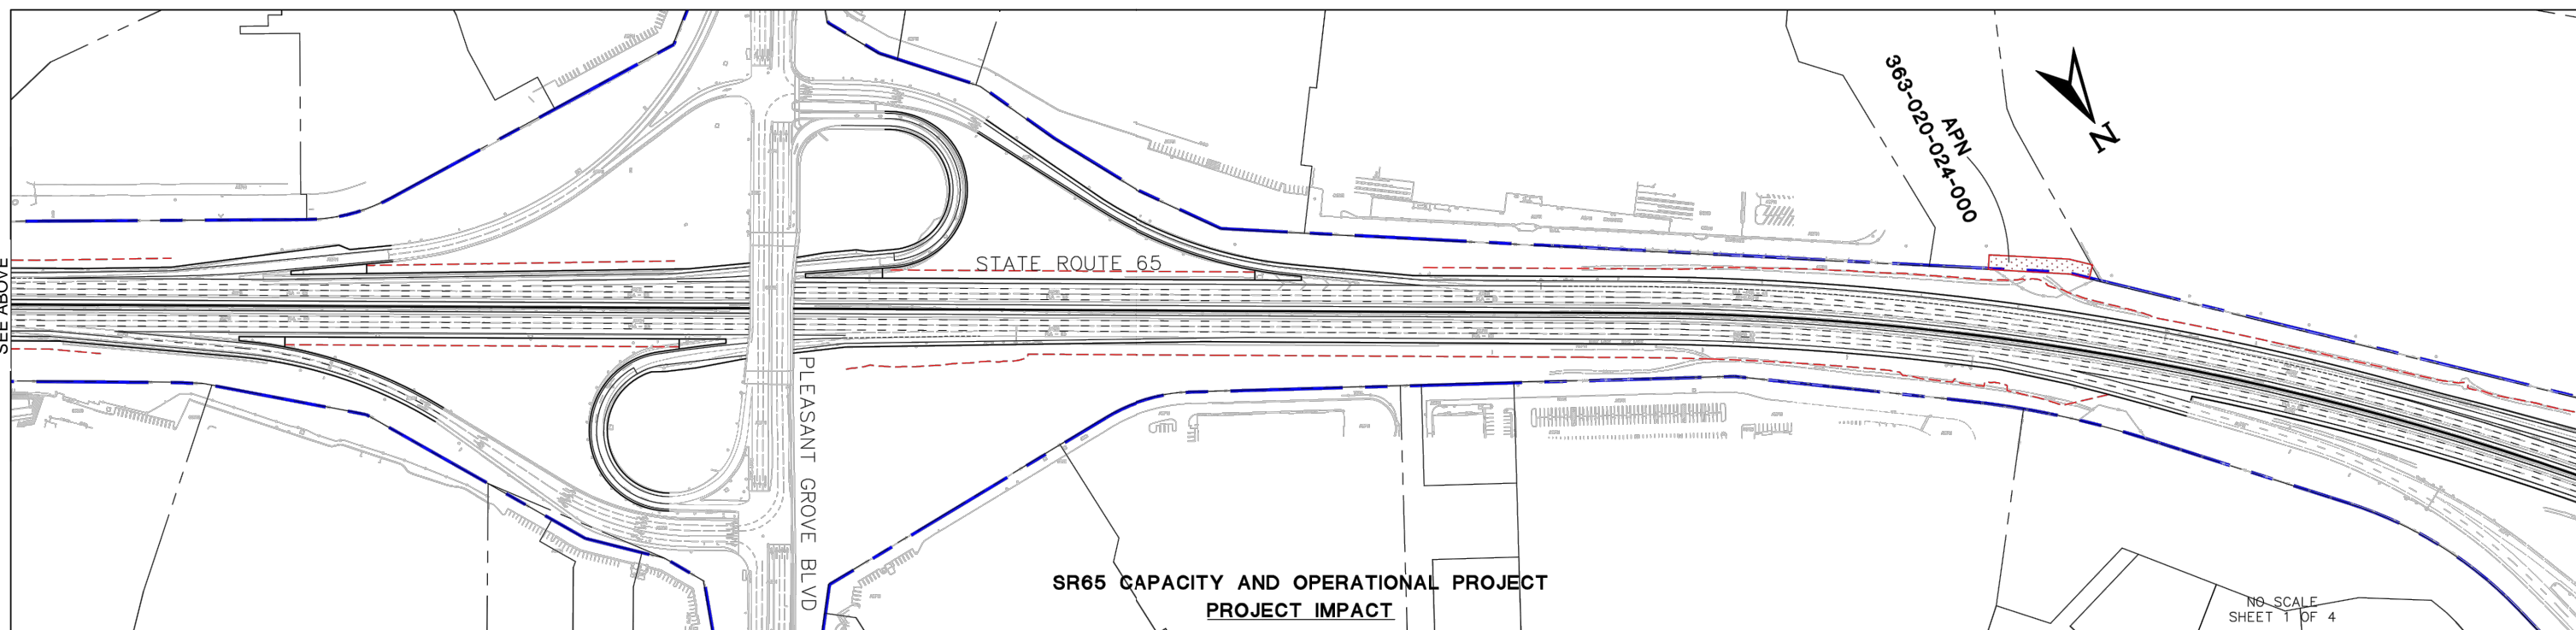 SEE ABOVE
STATE ROUTE 65
PLEASANT GROVE BLVD
APN
363-020-024-000
N
SR65 CAPACITY AND OPERATIONAL PROJECT
PROJECT IMPACT
NO SCALE
SHEET 1 OF 4